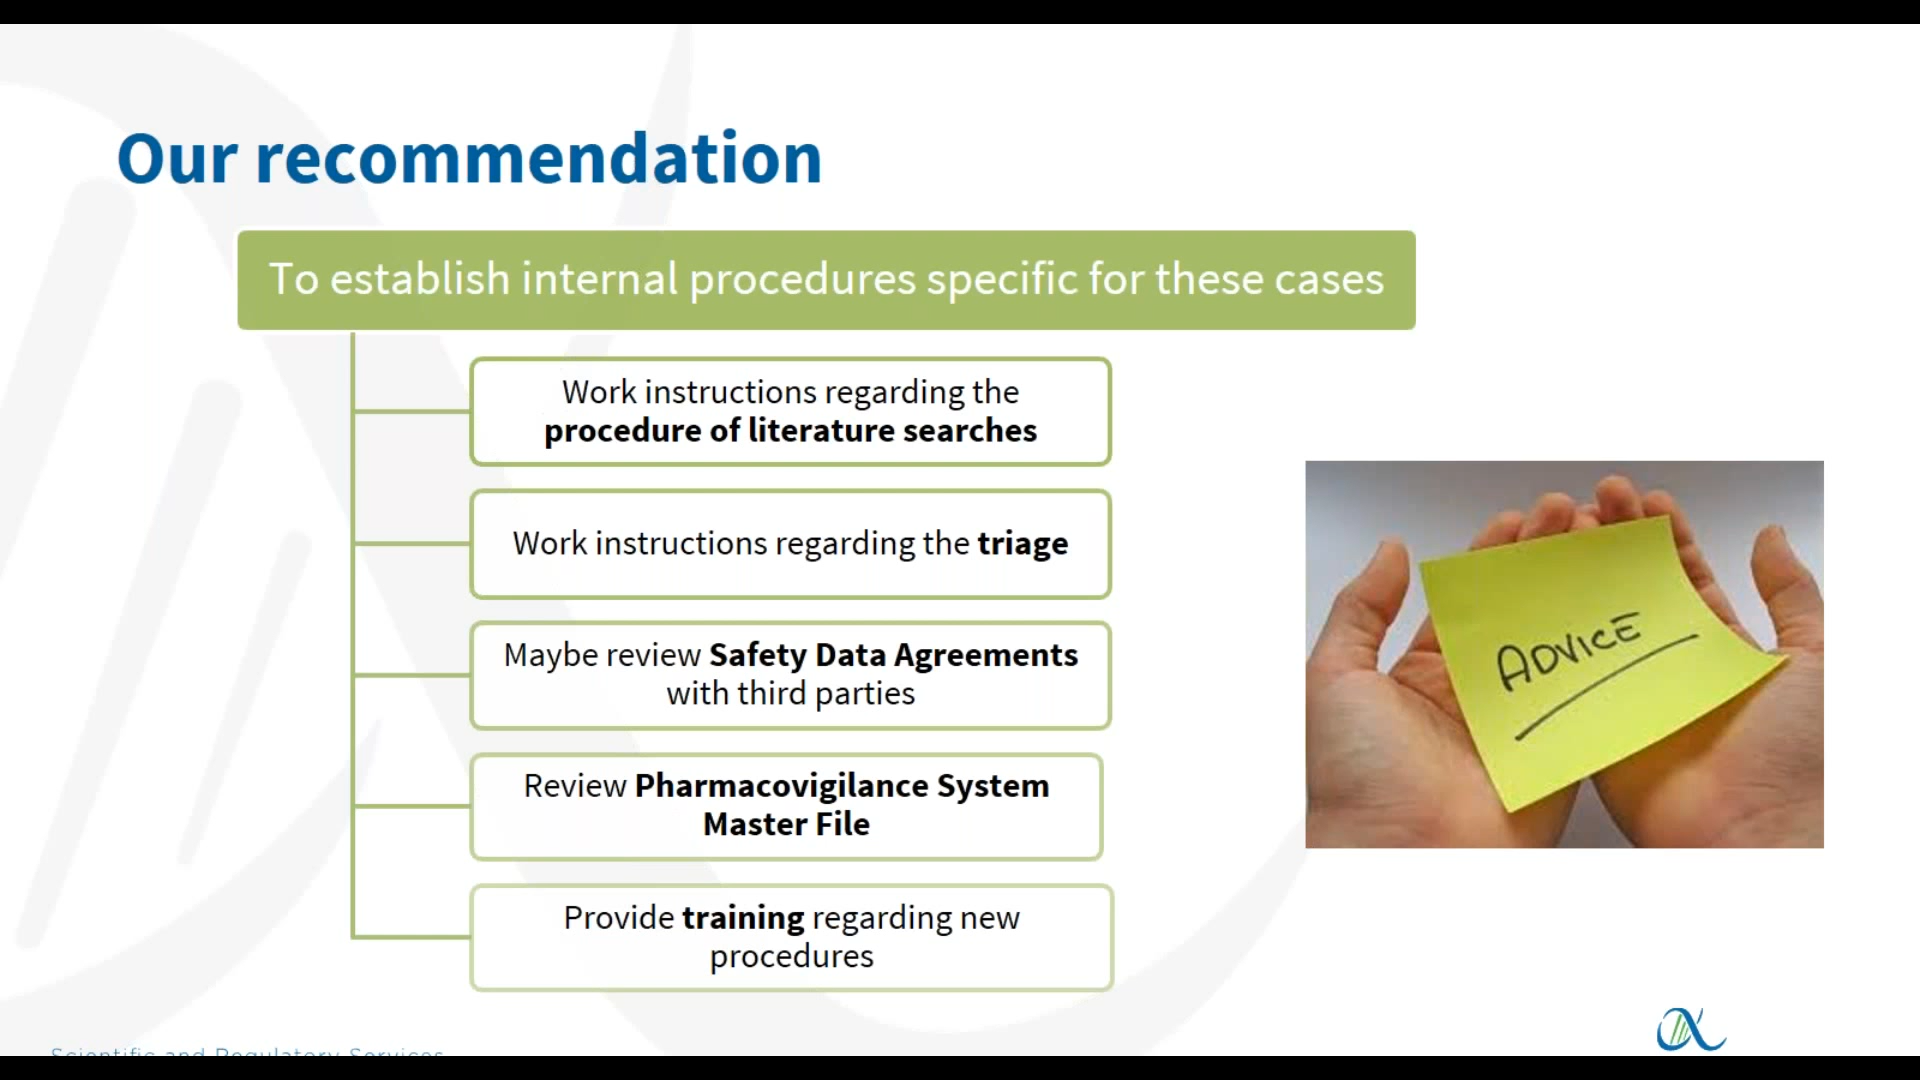 Our recommendation
To establish internal procedures specific for these cases
Work instructions regarding the
procedure of literature searches
Work instructions regarding the triage
Maybe review Safety Data Agreements
with third parties
Review Pharmacovigilance System
Master File
Provide training regarding new
procedures
ADVICE
Scientific and Regulatory Services